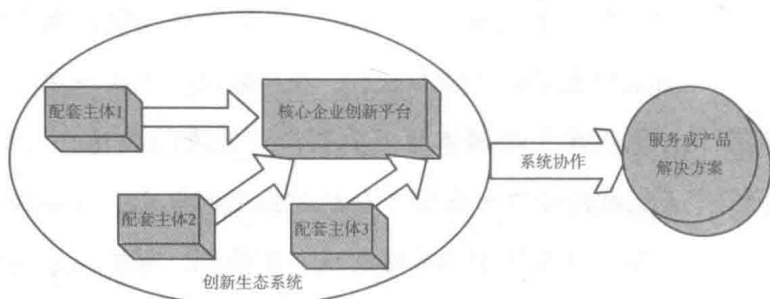 配套主体1
核心企业创新平台
服务或产品
解决方案
系统协作
配套主体2
配套主体3
创新生态系统